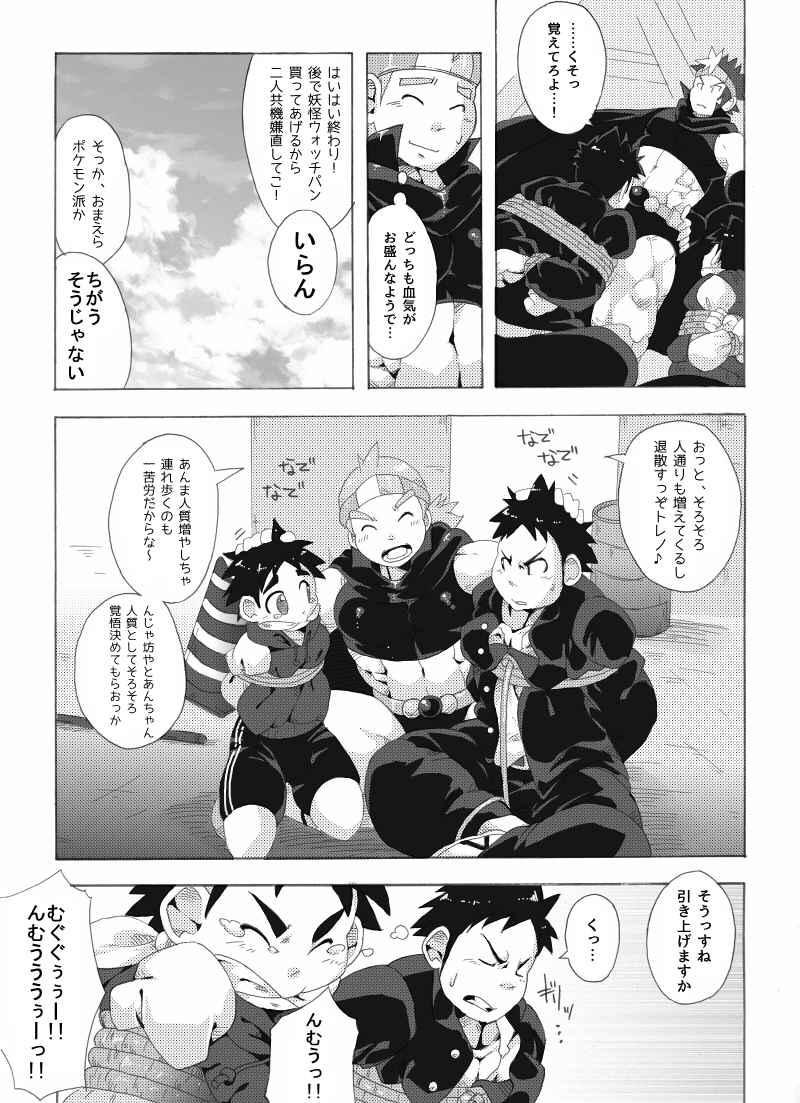 ……くそっ
覚えてろよ…！
どっちも血気が
お盛んなようで…
はいはい終わり！
後で妖怪ウォッチパン
買ってあげるから
二人共機嫌直してこ！
いらん
そっか、おまえら
ポケモン派か
ちがう
そうじゃない
おっと、そろそろ
人通りも増えてくるし
退散すっぞトレノ♪
なで
なで
なで
なで
あんま人質増やしちゃ
連れ歩くのも
一苦労だからな～
んじゃ坊やとあんちゃん
人質としてそろそろ
覚悟決めてもらおっか
そうっすね
引き上げますか
くっ…
ギリッ
んむぅっ！！
むぐぐぅぅー！！
んむうううぅーっ！！